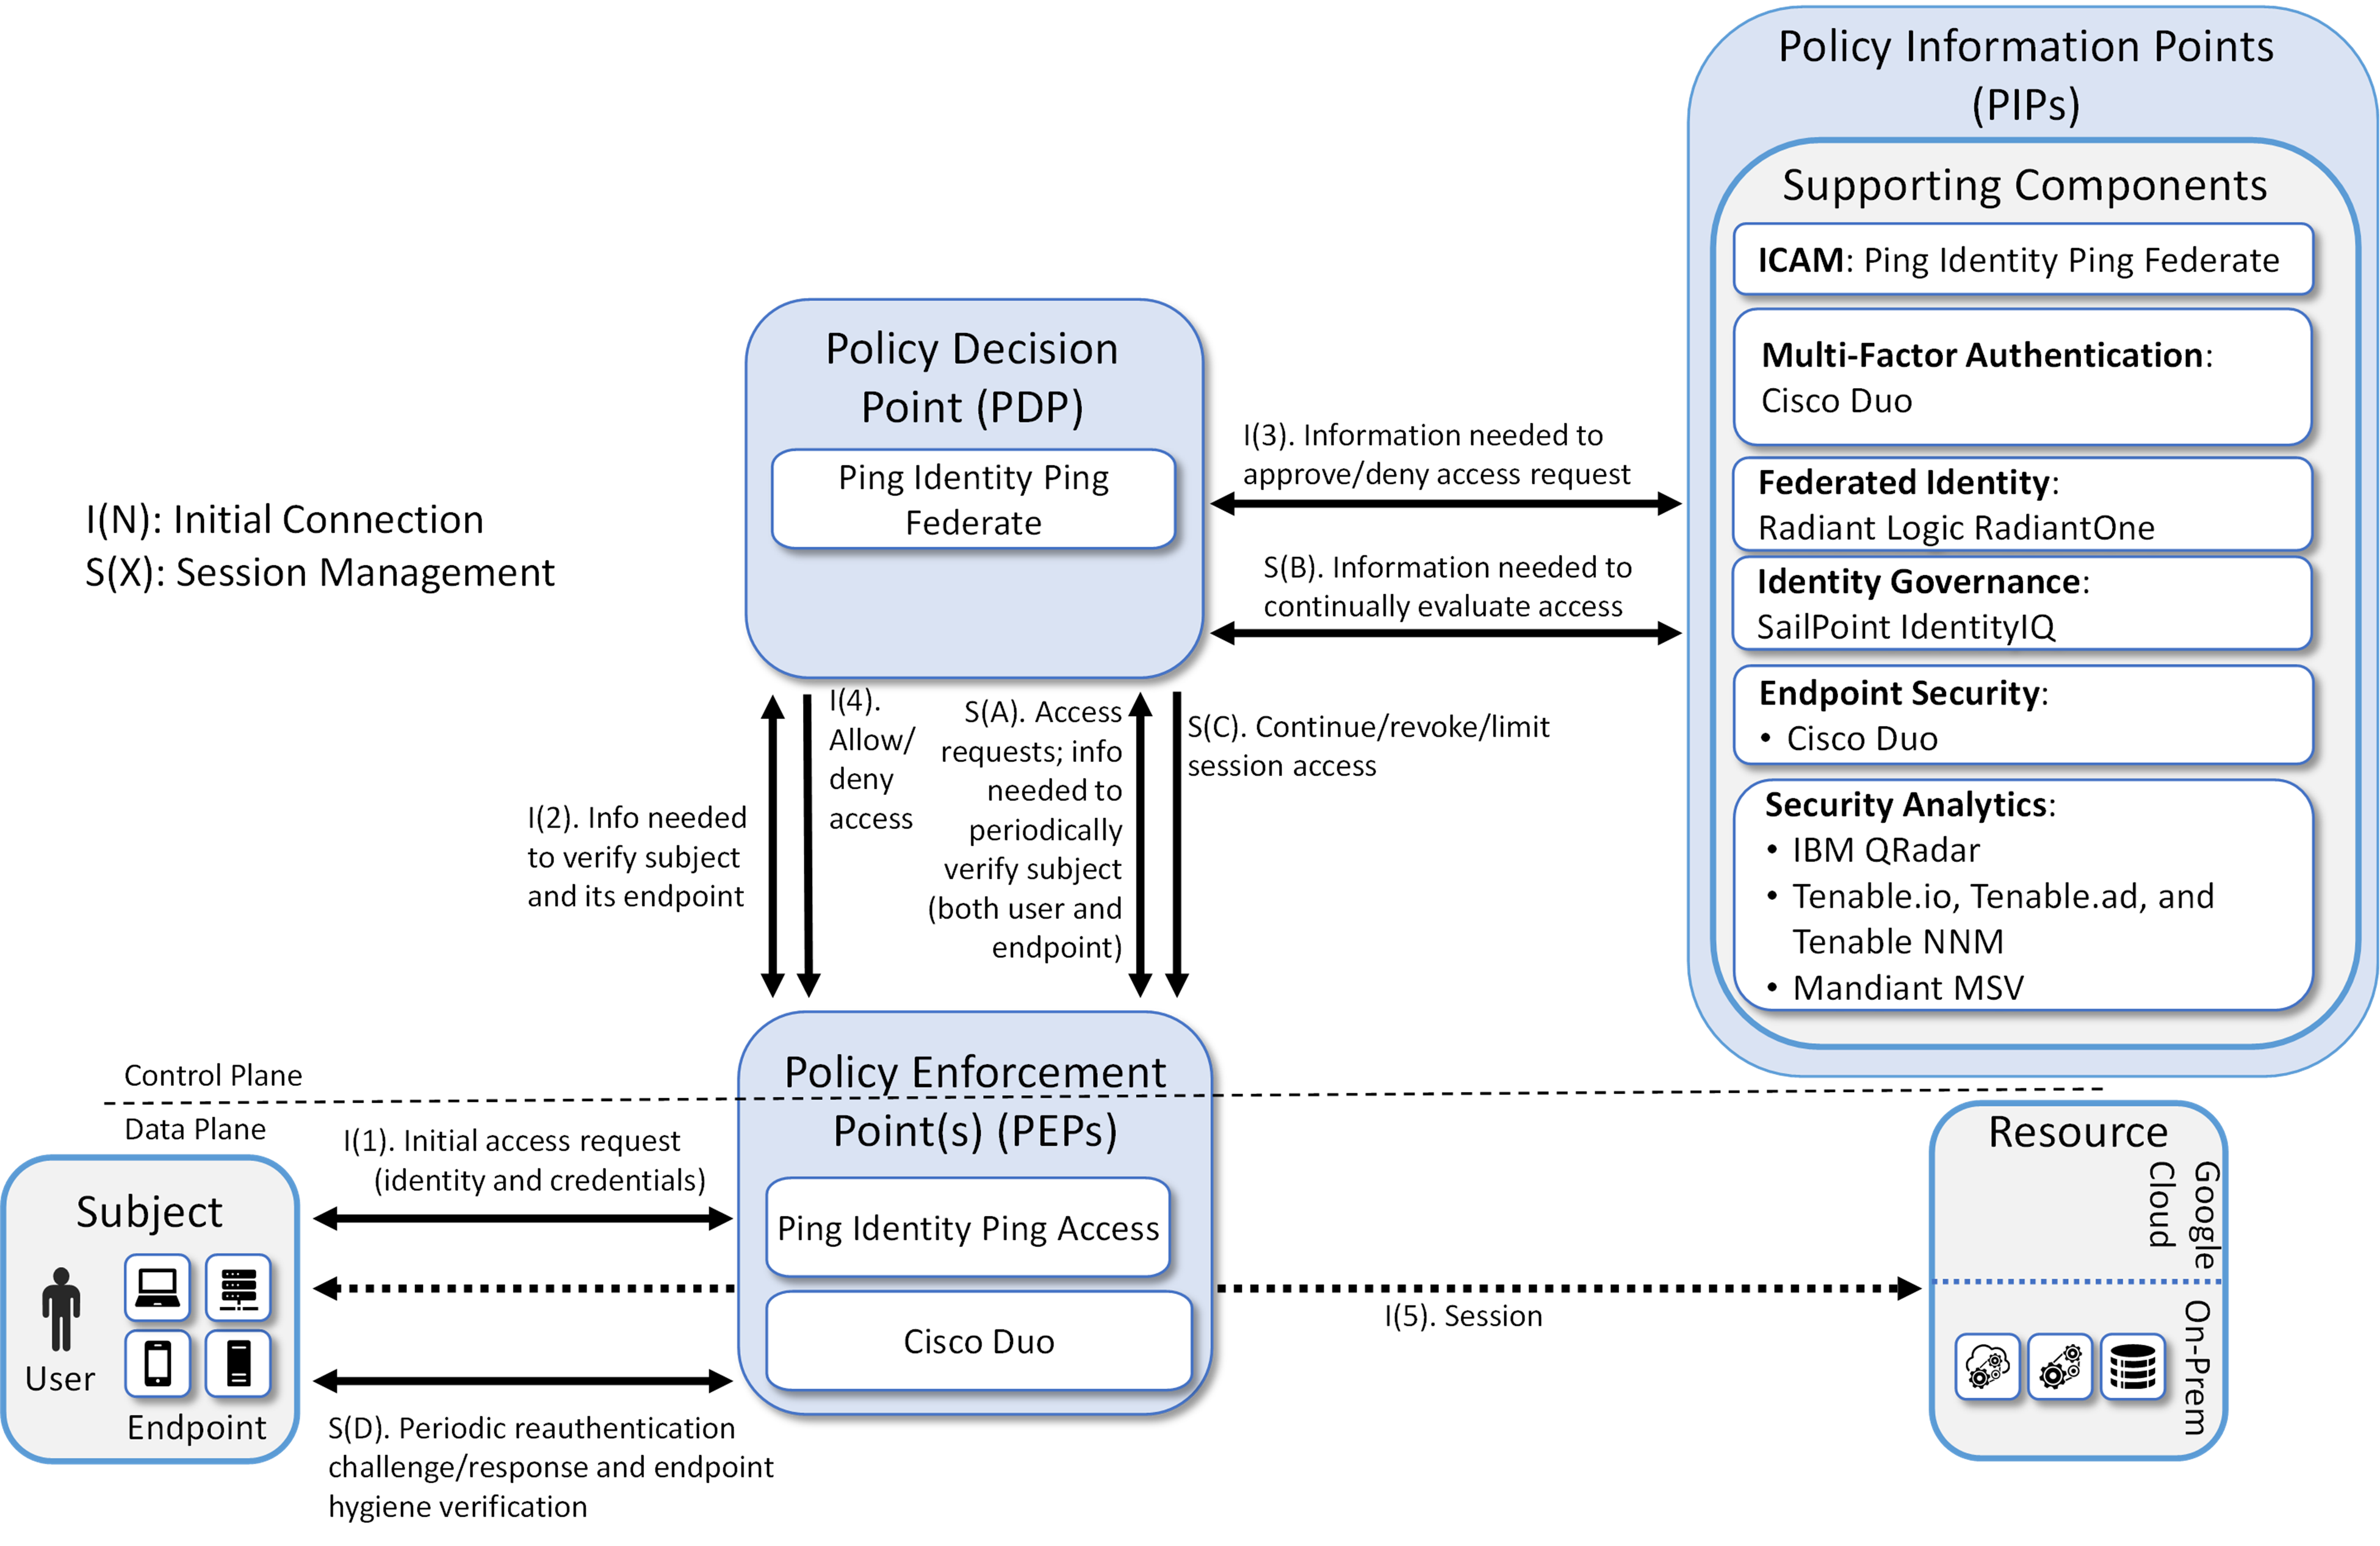 Policy Information Points
(PIPs)
Supporting Components
ICAM: Ping Identity Ping Federate
Multi-Factor Authentication:
Cisco Duo
Federated Identity:
Radiant Logic RadiantOne
Identity Governance:
SailPoint IdentityIQ
Endpoint Security:
• Cisco Duo
Security Analytics:
• IBM QRadar
• Tenable.io, Tenable.ad, and
Tenable NNM
• Mandiant MSV
Policy Decision
Point (PDP)
Ping Identity Ping
Federate
I(3). Information needed to
approve/deny access request
S(B). Information needed to
continually evaluate access
I(N): Initial Connection
S(X): Session Management
I(2). Info needed
to verify subject
and its endpoint
I(4).
Allow/
deny
access
S(A). Access
requests; info
needed to
periodically
verify subject
(both user and
endpoint)
S(C). Continue/revoke/limit
session access
Control Plane
Data Plane
Policy Enforcement
Point(s) (PEPs)
Ping Identity Ping Access
Cisco Duo
I(1). Initial access request
(identity and credentials)
Subject
User
Endpoint
S(D). Periodic reauthentication
challenge/response and endpoint
hygiene verification
I(5). Session
Resource
Google
Cloud
On-Prem